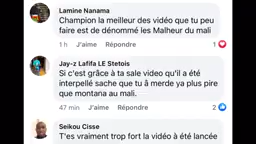 Lamine Nanama
Champion la meilleur des vidéo que tu peu
faire est de dénommé les Malheur du mali
1 h J'aime Répondre 1
Jay-z Lafifa LE Stetois
Si c'est grâce à ta sale video qu'il a été
interpellé sache que tu â merde ya plus pire
que montana au mali.
47 min J'aime Répondre 2
Seikou Cisse
T'es vraiment trop fort la vidéo à été lancée